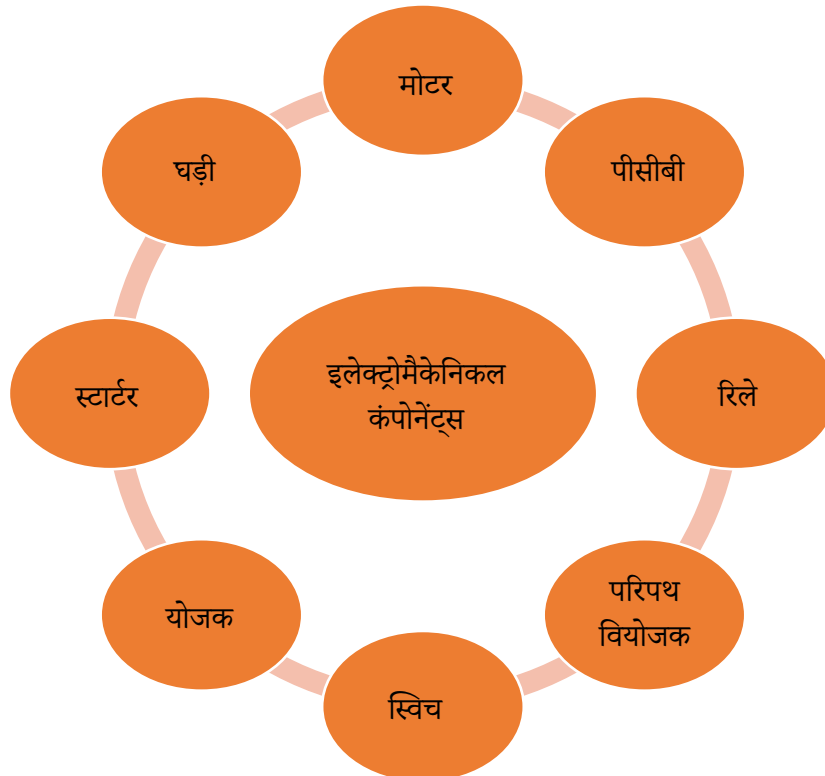 मोटर
पीसीबी
रिले
परिपथ
वियोजक
स्विच
योजक
स्टार्टर
घड़ी
इलेक्ट्रोमैकेनिकल
कंपोनेंट्स